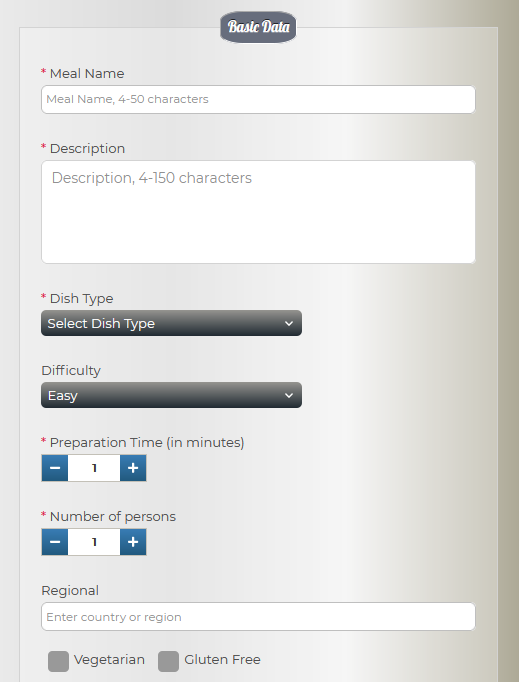 Basic Data
* Meal Name
Meal Name, 4-50 characters
* Description
Description, 4-150 characters
* Dish Type
Select Dish Type
Difficulty
Easy
* Preparation Time (in minutes)
− 1 +
* Number of persons
− 1 +
Regional
Enter country or region
Vegetarian Gluten Free